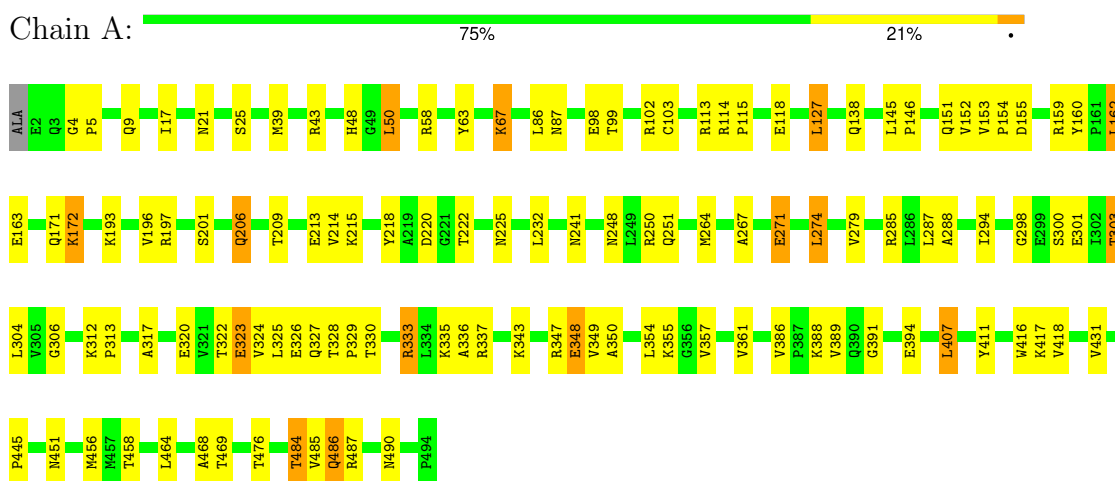 Chain A:
75% 21% •
ALA E2 Q3 G4 P5 Q9 I17 N21 S25 M39 R43 H48 G49 L50 R58 Y63 K67 L86 N87 E98 T99 R102 C103 R113 R114 P115 E118 L127 Q138 L145 P146 Q151 V152 V153 P154 D155 R159 Y160 P161 L162
E163 Q171 K172 K193 V196 R197 S201 Q206 T209 E213 V214 K215 Y218 A219 D220 G221 T222 N225 L232 N241 N248 L249 R250 Q251 M264 A267 E271 L274 V279 R285 L286 L287 A288 I294 G298 E299 S300 E301 I302 T303
L304 V305 G306 K312 P313 A317 E320 V321 T322 E323 V324 L325 E326 Q327 T328 P329 T330 R333 L334 K335 A336 R337 K343 R347 E348 V349 A350 L354 K355 G356 V357 V361 V386 P387 K388 V389 Q390 G391 E394 L407 Y411 W416 K417 V418 V431
P445 N451 M456 M457 T458 L464 A468 T469 T476 T484 V485 Q486 R487 N490 P494